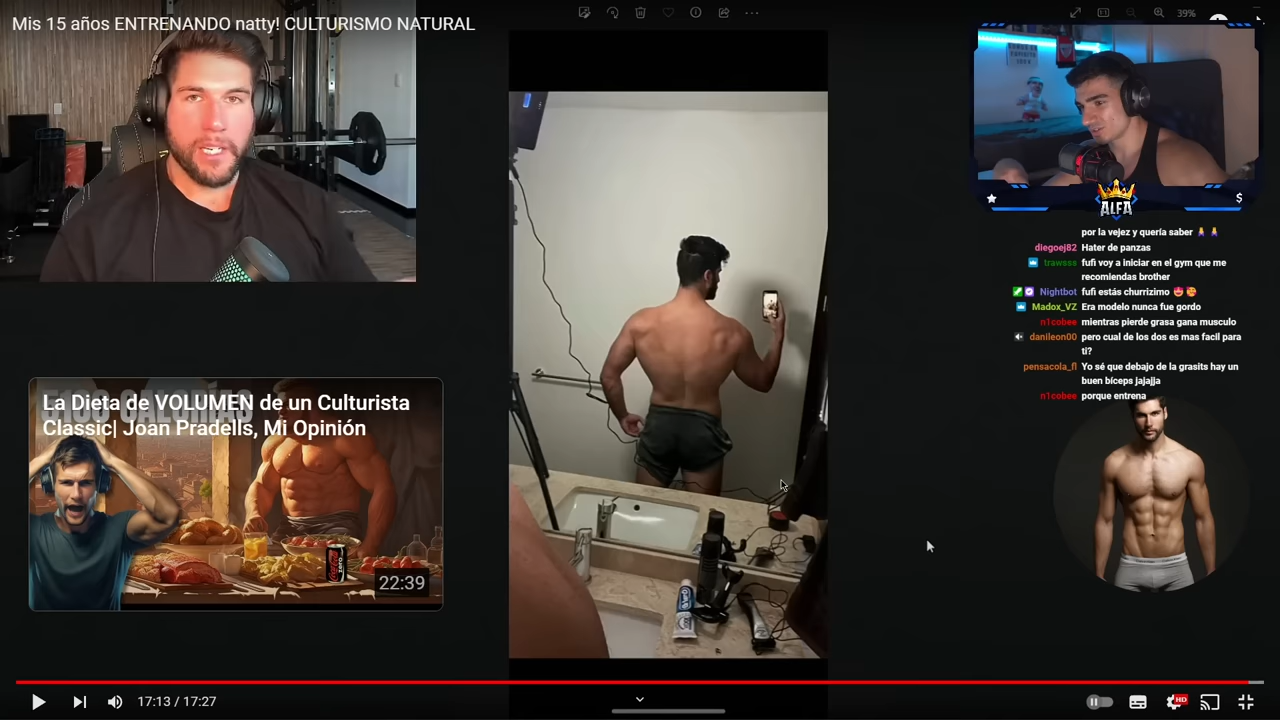 Mis 15 años ENTRENANDO natty! CULTURISMO NATURAL
39%
ALFA
$
por la vejez y quería saber
diegoej82 Hater de panzas
trawsss fufi voy a iniciar en el gym que me
recomiendas brother
Nightbot fufi estás churrizimo
Madox_VZ Era modelo nunca fue gordo
n1cobee mientras pierde grasa gana musculo
danileon00 pero cual de los dos es mas facil para
ti?
pensacola_fl Yo sé que debajo de la grasits hay un
buen bíceps jajajja
n1cobee porque entrena
La Dieta de VOLUMEN de un Culturista
Classic| Joan Pradells, Mi Opinión
22:39
17:13 / 17:27
HD